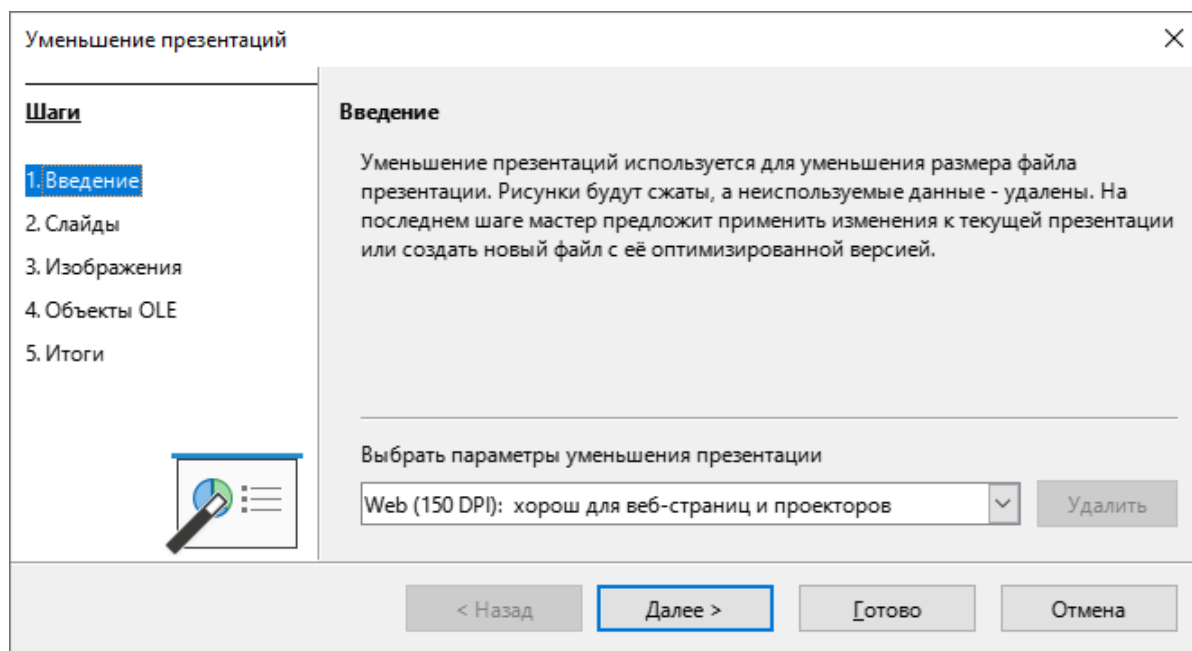 Уменьшение презентаций
Шаги
1. Введение
2. Слайды
3. Изображения
4. Объекты OLE
5. Итоги
Введение
Уменьшение презентаций используется для уменьшения размера файла
презентации. Рисунки будут сжаты, а неиспользуемые данные - удалены. На
последнем шаге мастер предложит применить изменения к текущей презентации
или создать новый файл с её оптимизированной версией.
Выбрать параметры уменьшения презентации
Web (150 DPI): хорош для веб-страниц и проекторов
Удалить
< Назад
Далее >
Готово
Отмена